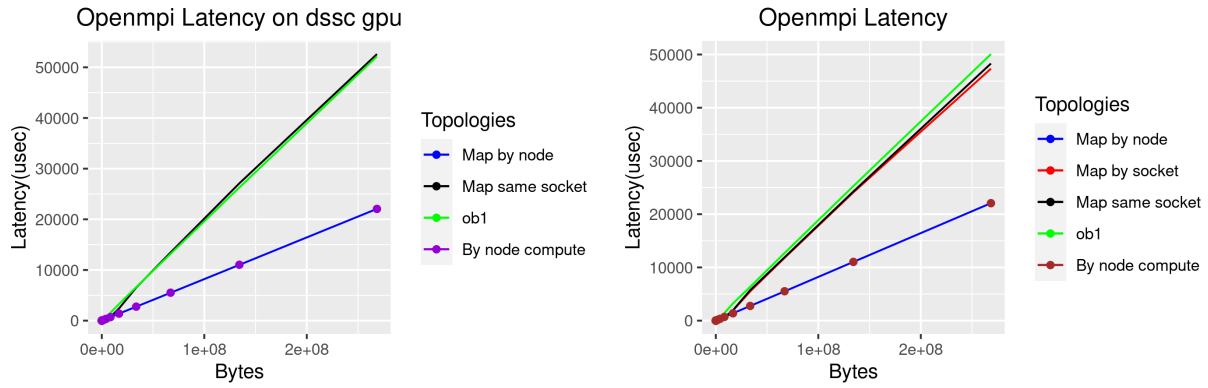 Openmpi Latency on dssc gpu
Latency(usec)
50000
40000
30000
20000
10000
0
0e+00 1e+08 2e+08
Bytes
Topologies
Map by node
Map same socket
ob1
By node compute
Openmpi Latency
Latency(usec)
50000
40000
30000
20000
10000
0
0e+00 1e+08 2e+08
Bytes
Topologies
Map by node
Map by socket
Map same socket
ob1
By node compute